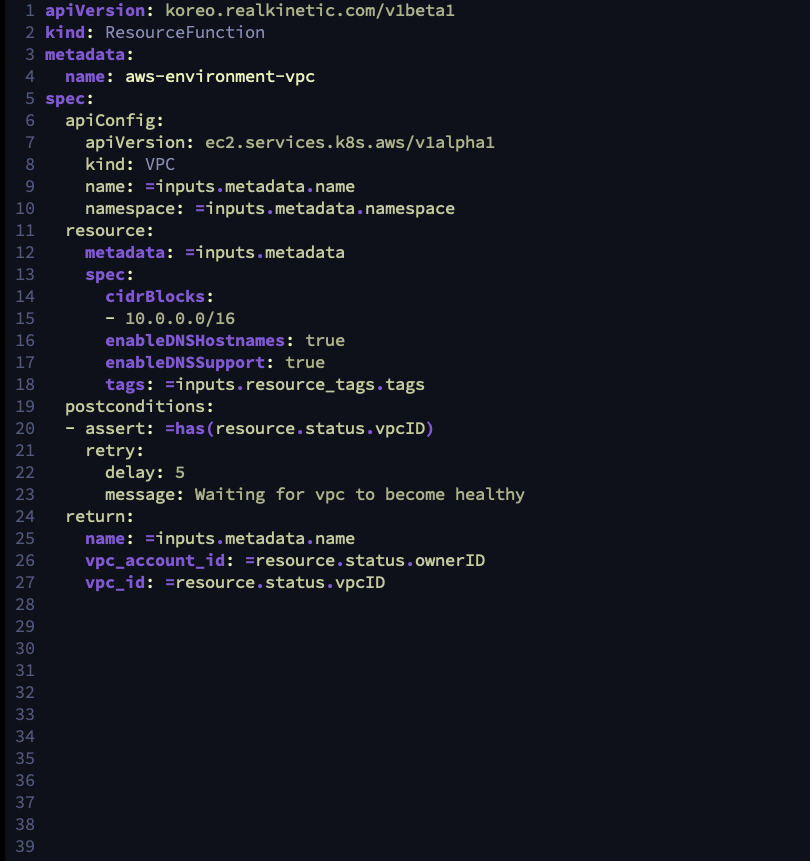 1 apiVersion: koreo.realkinetic.com/v1beta1
2 kind: ResourceFunction
3 metadata:
4   name: aws-environment-vpc
5 spec:
6   apiConfig:
7     apiVersion: ec2.services.k8s.aws/v1alpha1
8     kind: VPC
9     name: =inputs.metadata.name
10     namespace: =inputs.metadata.namespace
11   resource:
12     metadata: =inputs.metadata
13     spec:
14       cidrBlocks:
15       - 10.0.0.0/16
16       enableDNSHostnames: true
17       enableDNSSupport: true
18       tags: =inputs.resource_tags.tags
19   postconditions:
20   - assert: =has(resource.status.vpcID)
21     retry:
22       delay: 5
23       message: Waiting for vpc to become healthy
24   return:
25     name: =inputs.metadata.name
26     vpc_account_id: =resource.status.ownerID
27     vpc_id: =resource.status.vpcID
28
29
30
31
32
33
34
35
36
37
38
39